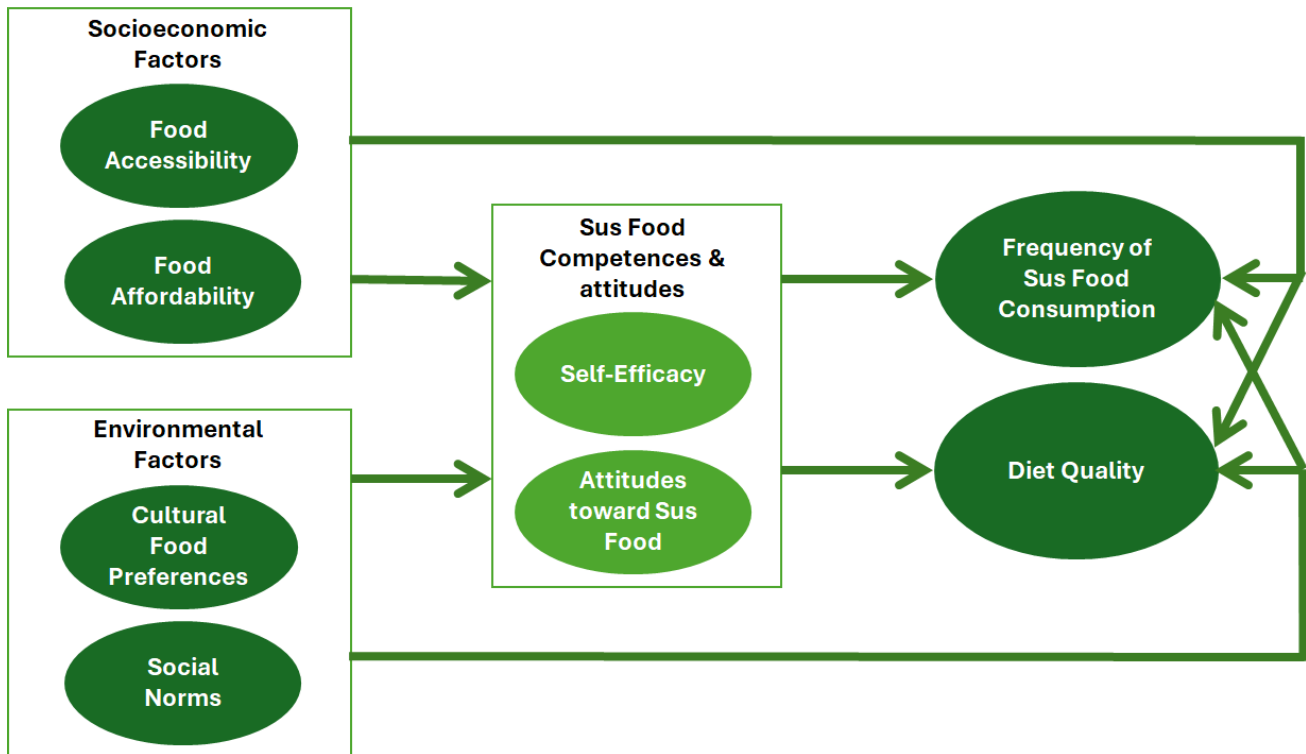 Socioeconomic
Factors
Food
Accessibility
Food
Affordability
Environmental
Factors
Cultural
Food
Preferences
Social
Norms
Sus Food
Competences &
attitudes
Self-Efficacy
Attitudes
toward Sus
Food
Frequency of
Sus Food
Consumption
Diet Quality